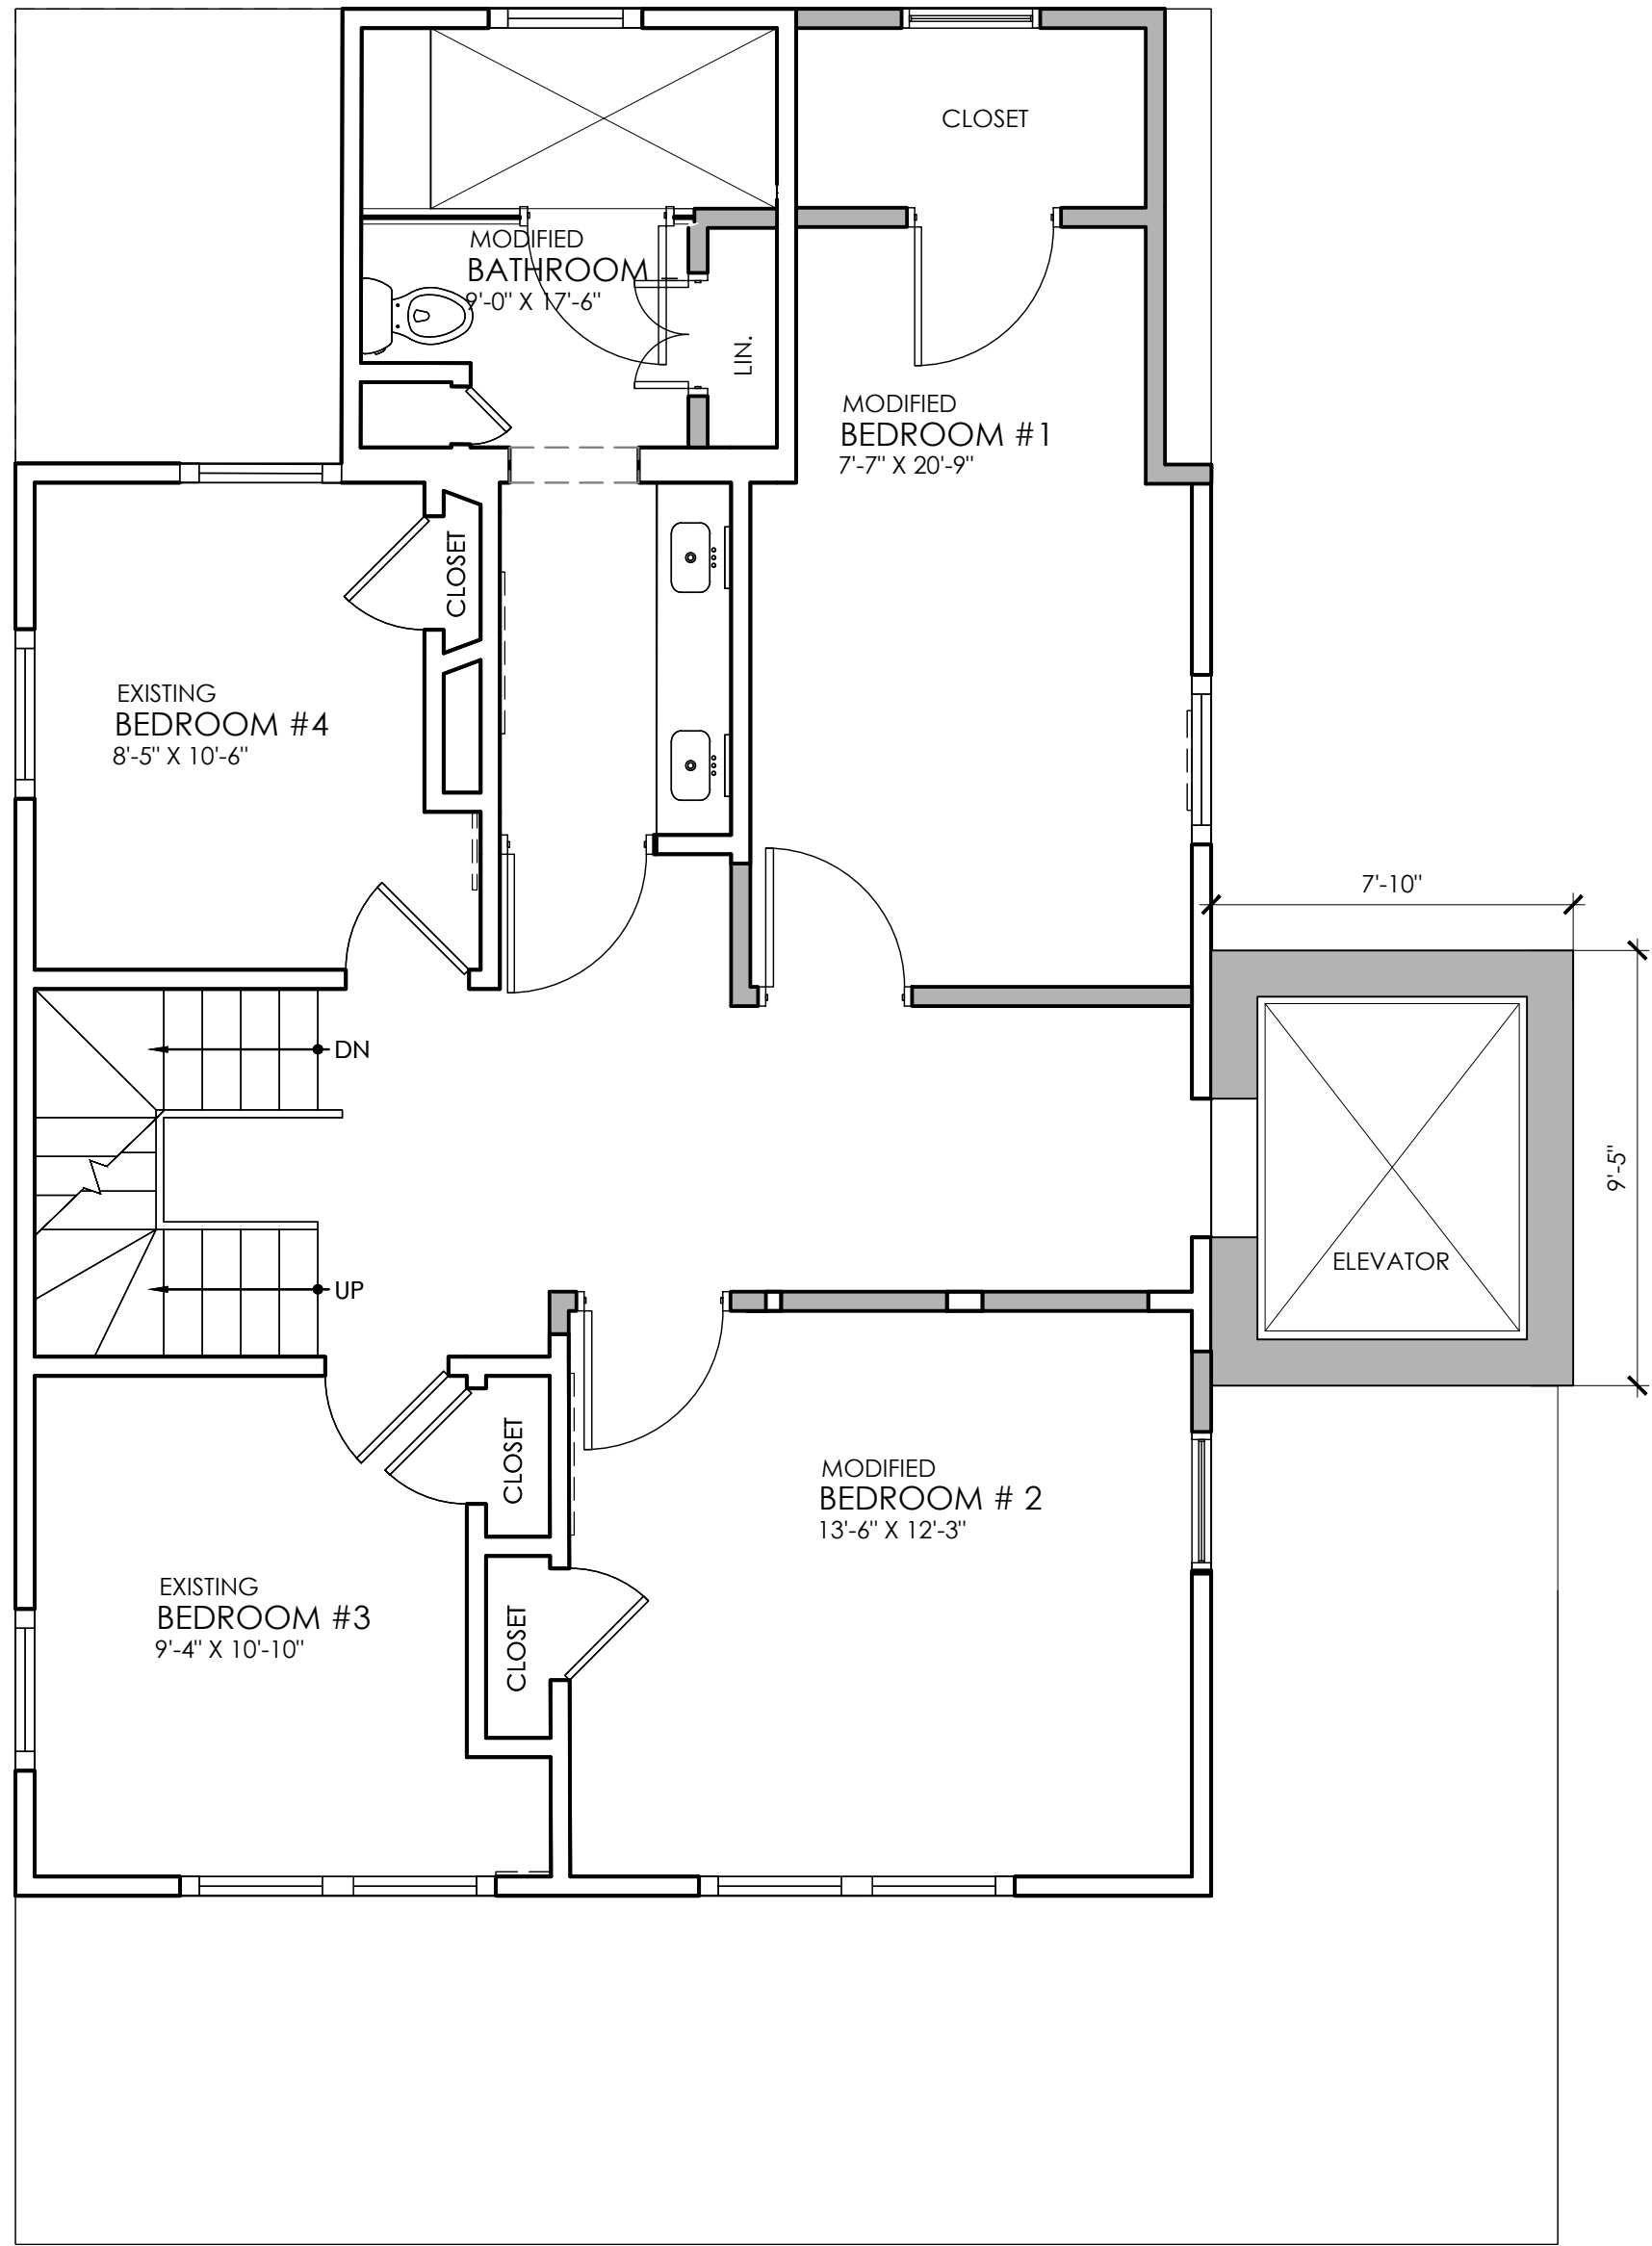 CLOSET
MODIFIED
BATHROOM
9'-0" X 17'-6"
LIN.
MODIFIED
BEDROOM #1
7'-7" X 20'-9"
CLOSET
EXISTING
BEDROOM #4
8'-5" X 10'-6"
7'-10"
DN
9'-5"
ELEVATOR
UP
CLOSET
MODIFIED
BEDROOM # 2
13'-6" X 12'-3"
EXISTING
BEDROOM #3
9'-4" X 10'-10"
CLOSET